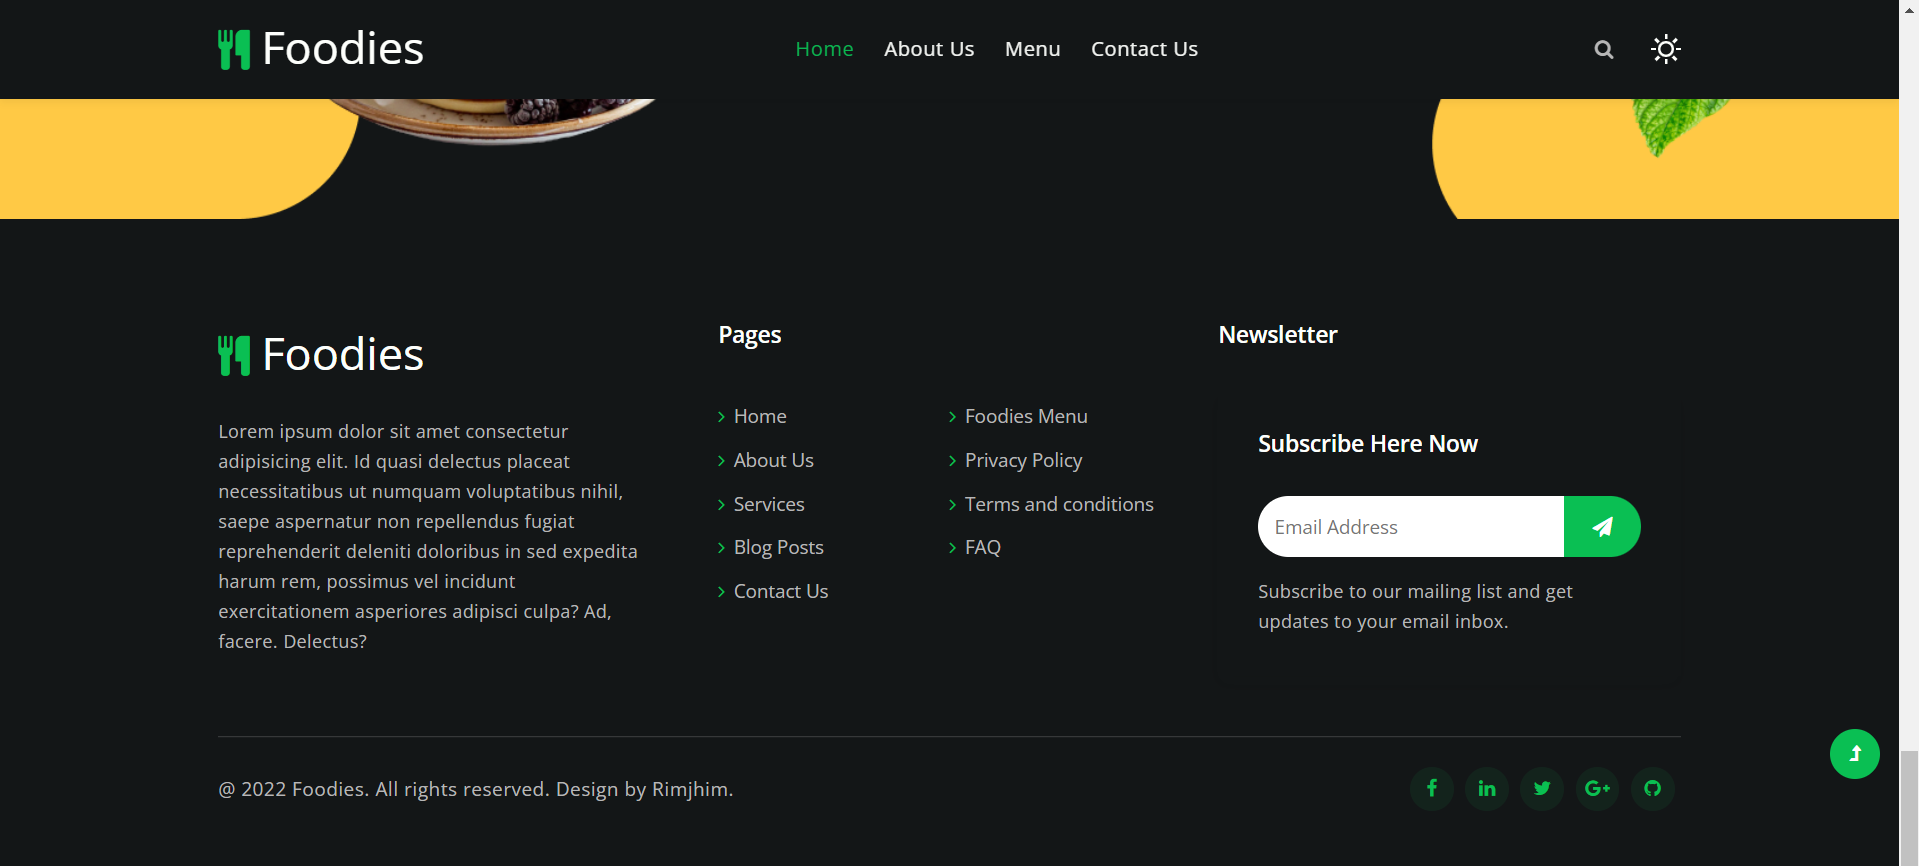 Foodies
Home
About Us
Menu
Contact Us
Foodies
Lorem ipsum dolor sit amet consectetur
adipisicing elit. Id quasi delectus placeat
necessitatibus ut numquam voluptatibus nihil,
saepe aspernatur non repellendus fugiat
reprehenderit deleniti doloribus in sed expedita
harum rem, possimus vel incidunt
exercitationem asperiores adipisci culpa? Ad,
facere. Delectus?
Pages
Home
About Us
Services
Blog Posts
Contact Us
Foodies Menu
Privacy Policy
Terms and conditions
FAQ
Newsletter
Subscribe Here Now
Email Address
Subscribe to our mailing list and get
updates to your email inbox.
@ 2022 Foodies. All rights reserved. Design by Rimjhim.